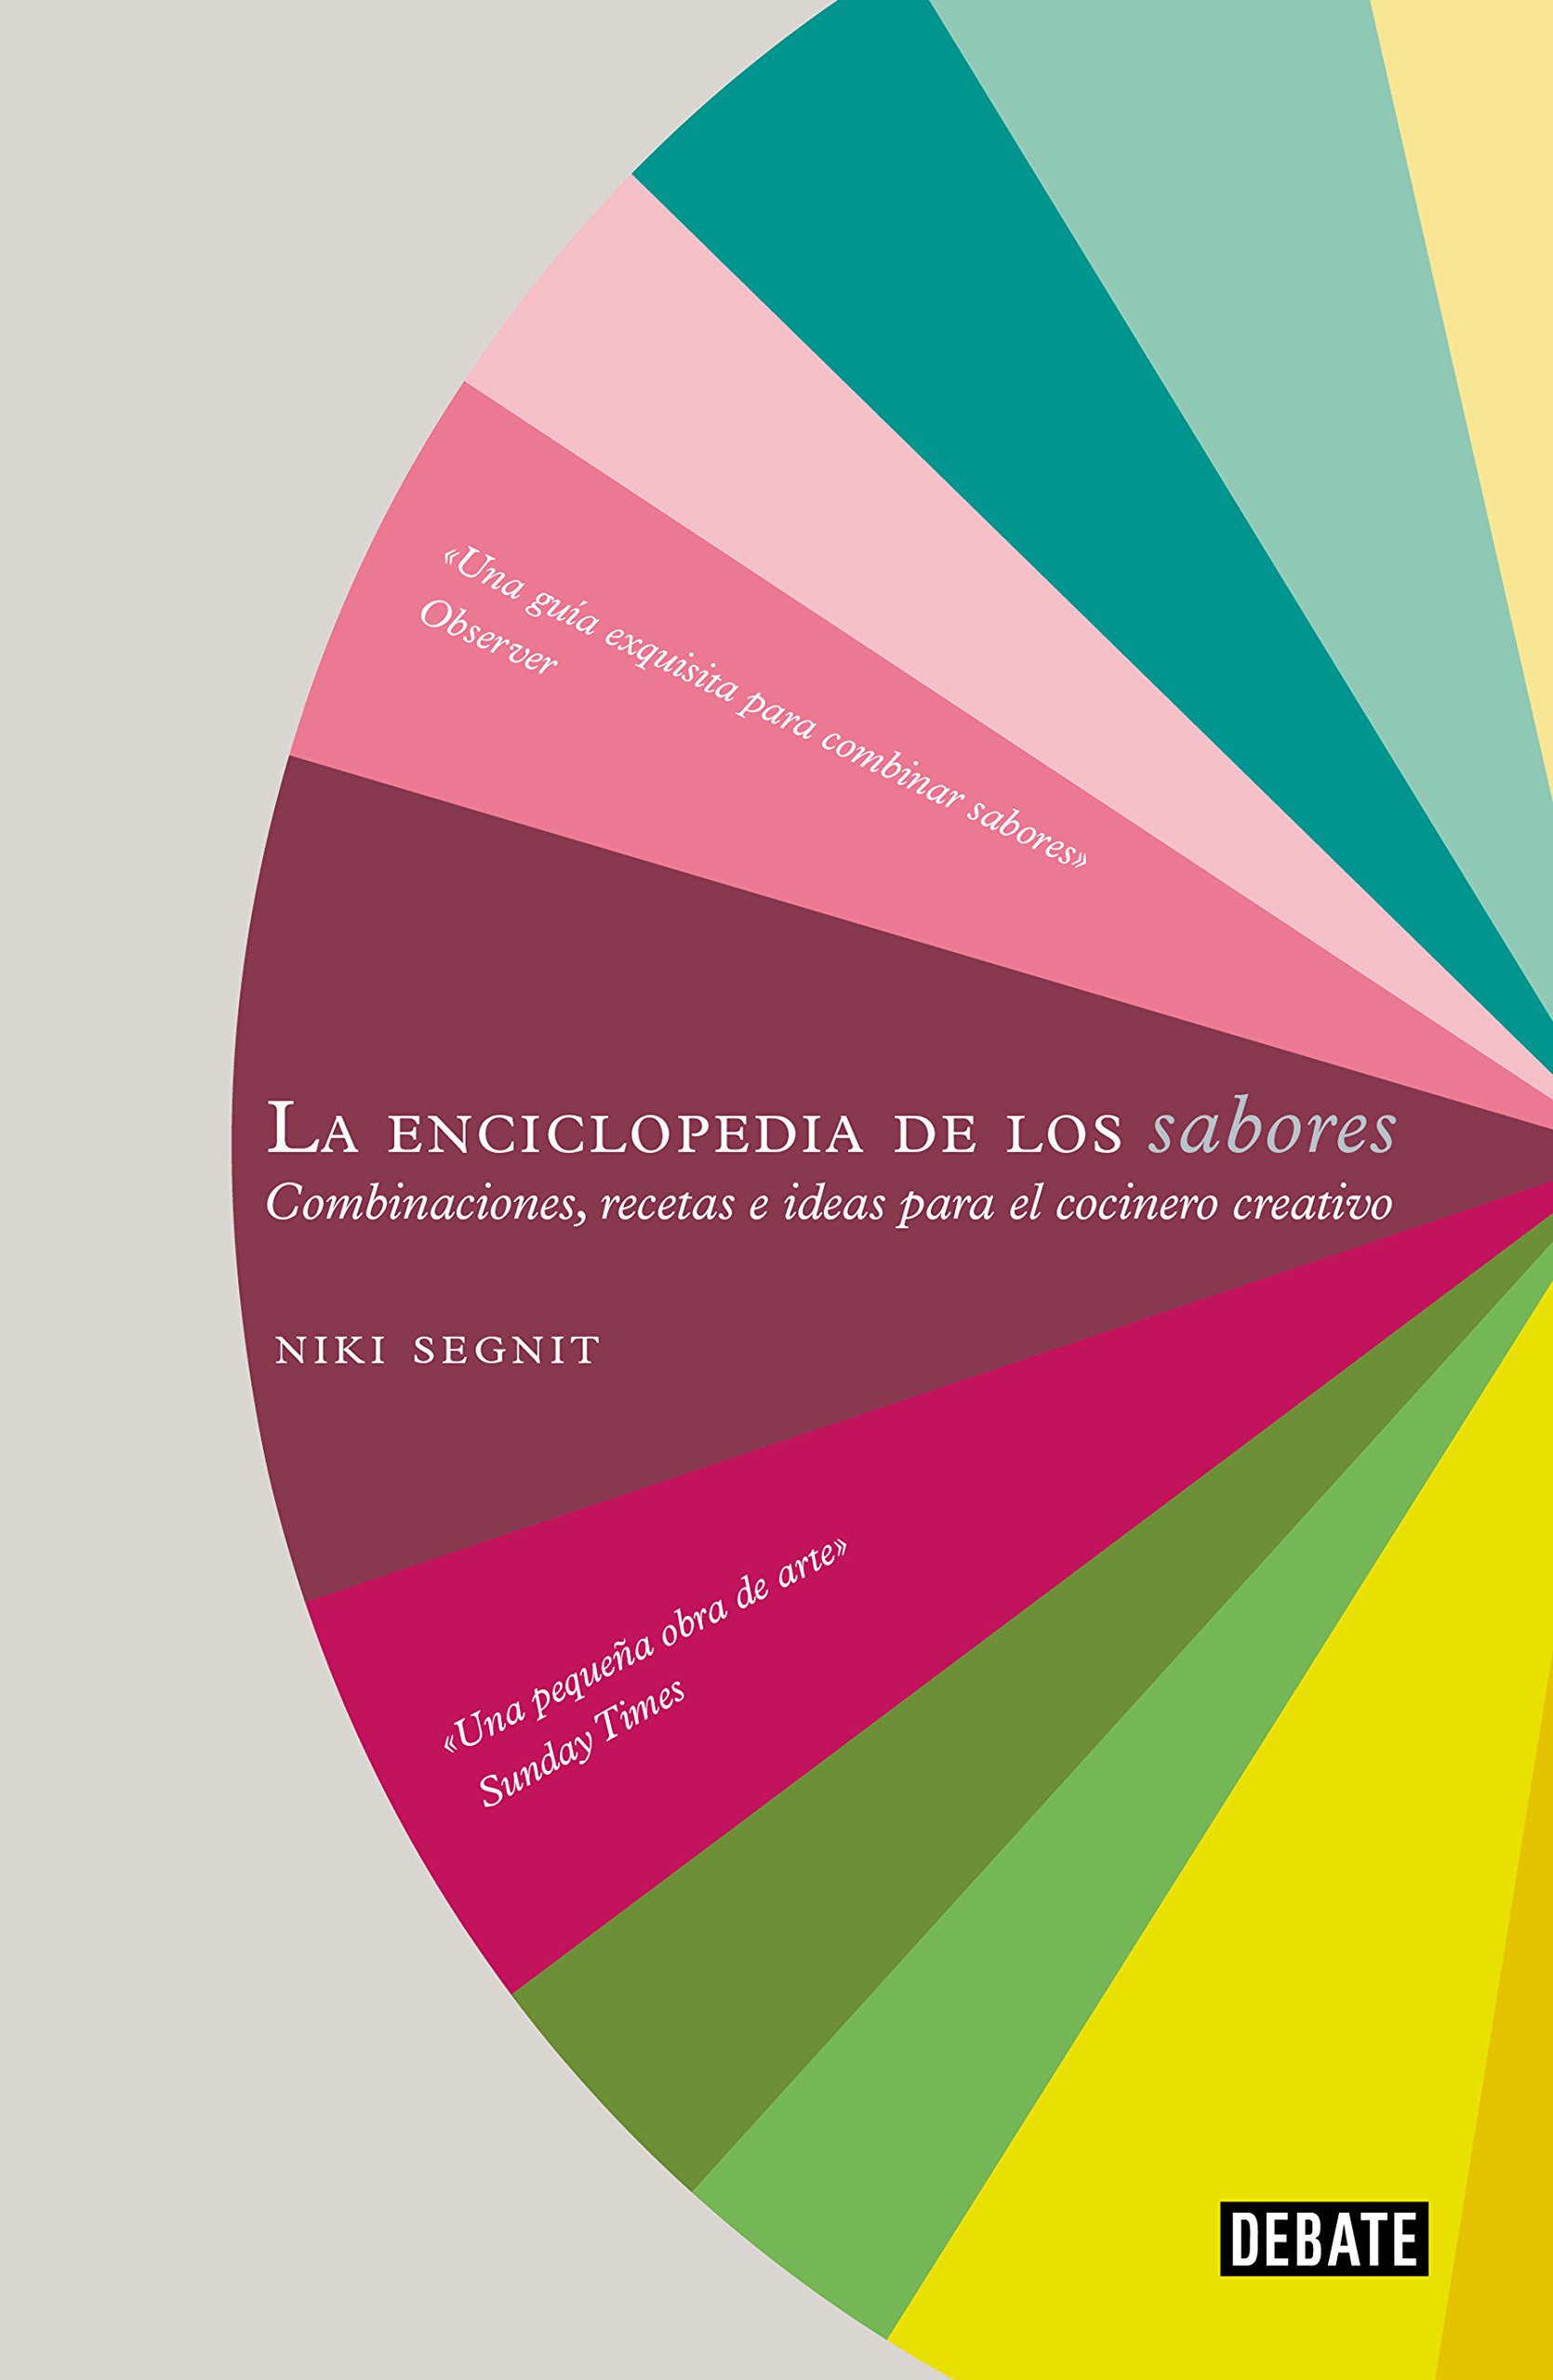 «Una guía exquisita para combinar sabores»
Observer
La enciclopedia de los sabores
Combinaciones, recetas e ideas para el cocinero creativo
NIKI SEGNIT
«Una pequeña obra de arte»
Sunday Times
DEBATE